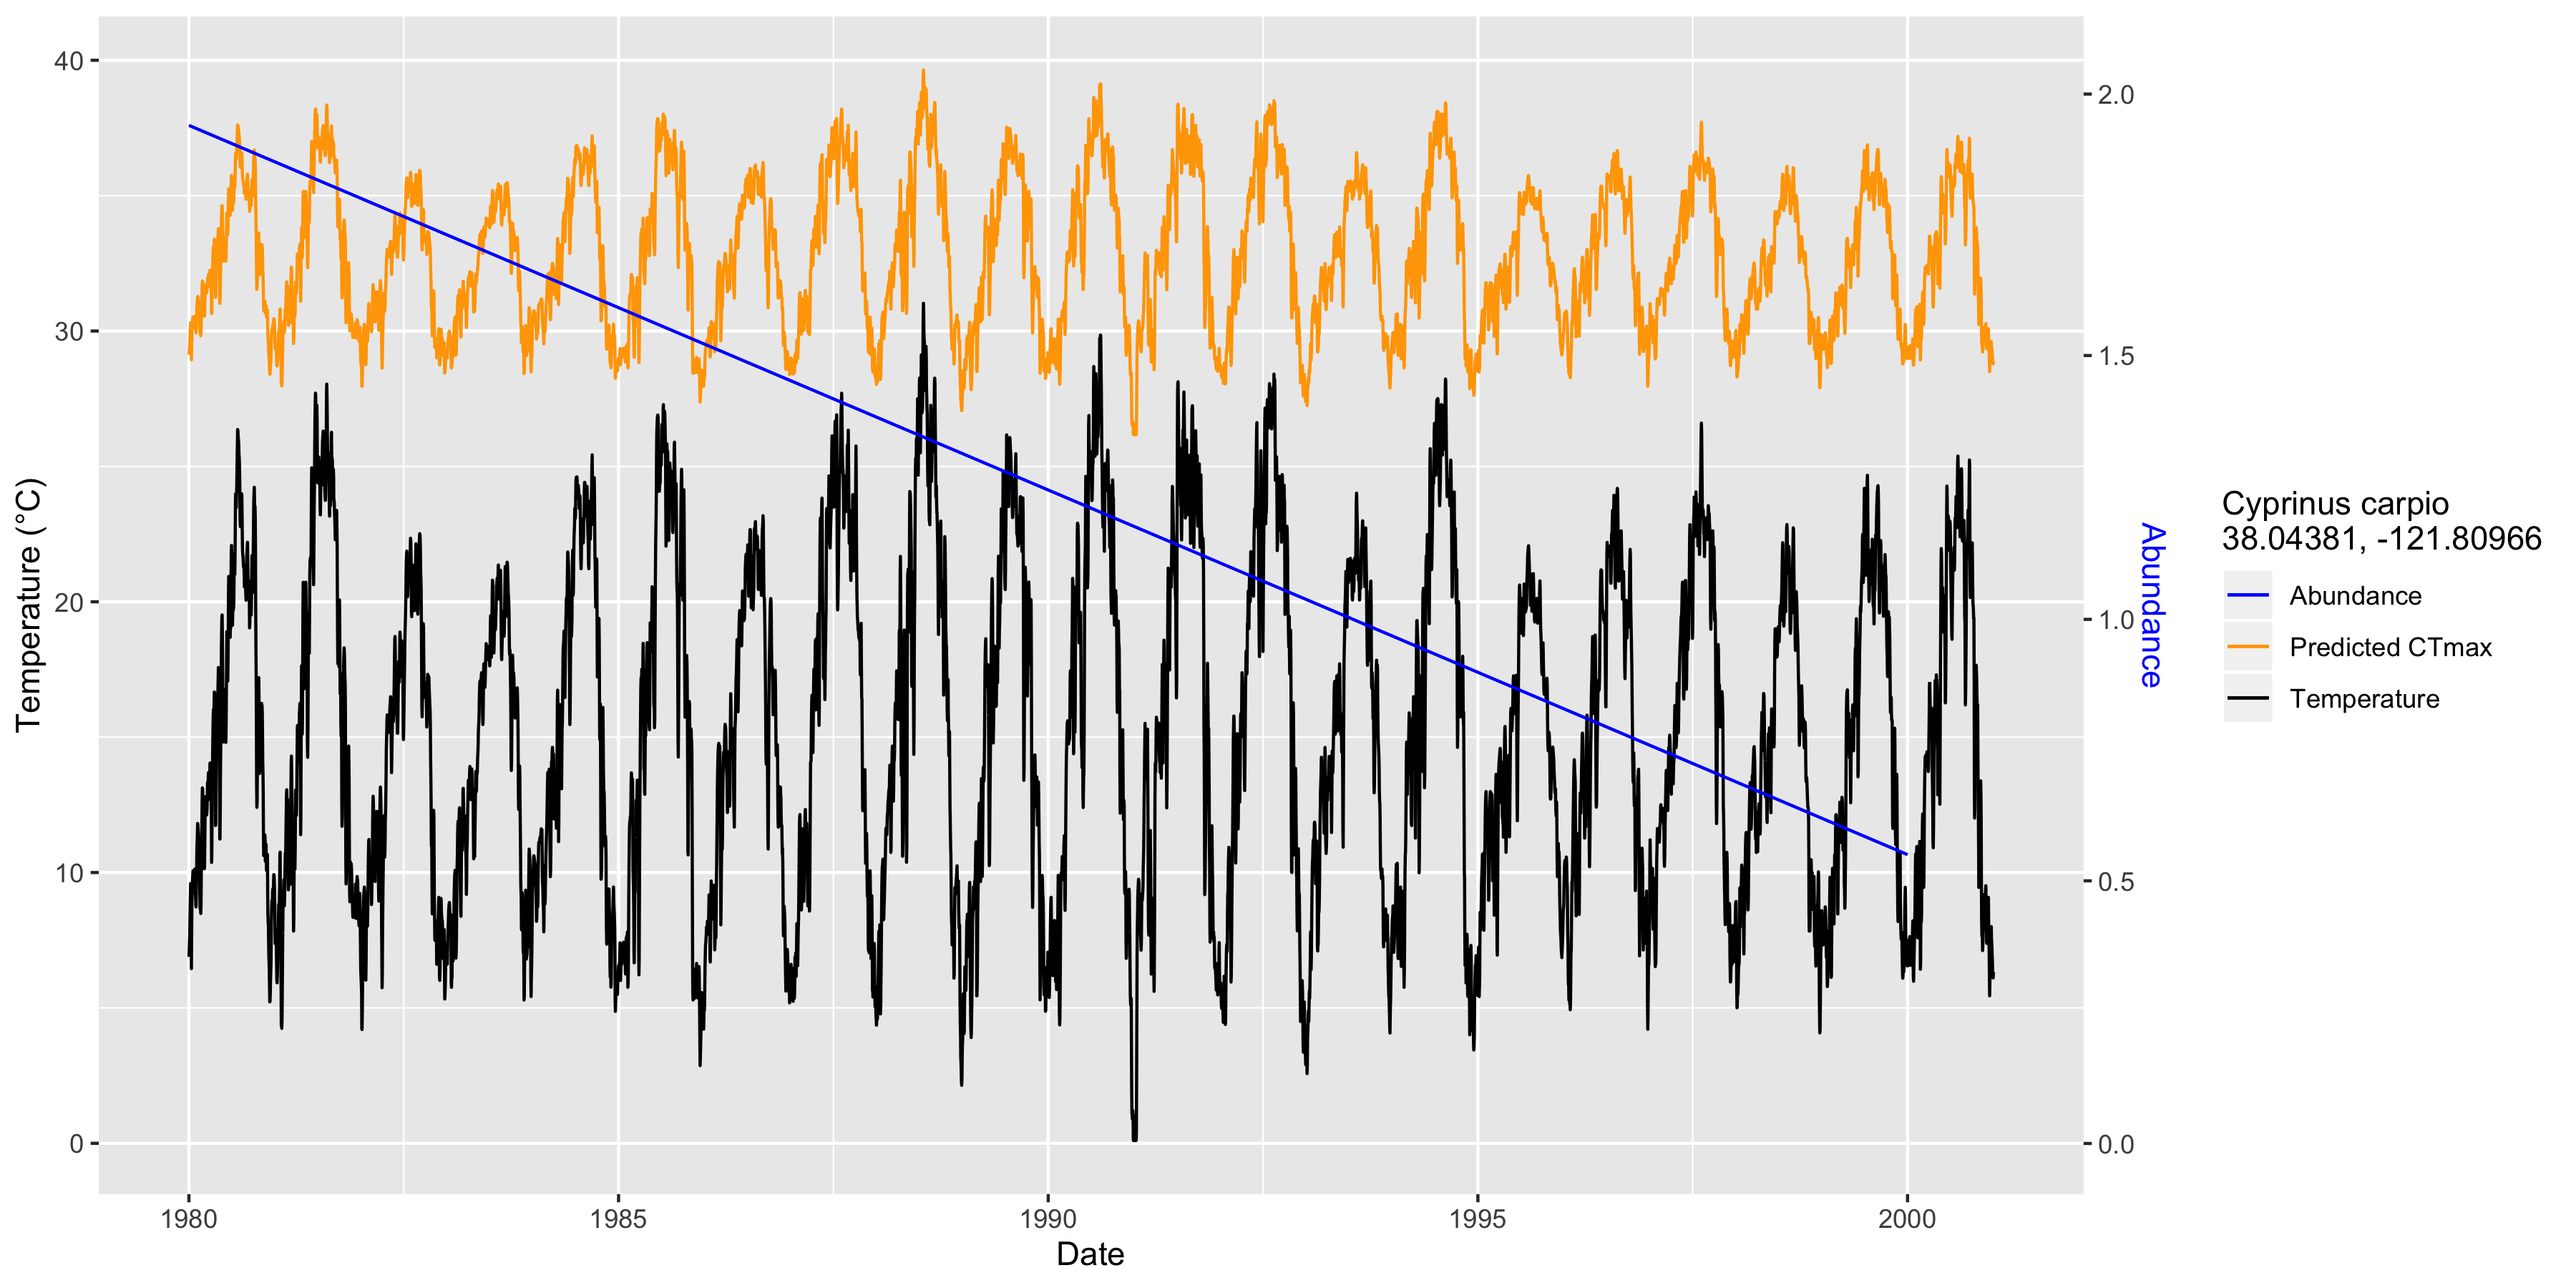 40
30
20
10
0
Temperature (°C)
1980
1985
1990
1995
2000
Date
2.0
1.5
1.0
0.5
0.0
Abundance
Cyprinus carpio
38.04381, -121.80966
Abundance
Predicted CTmax
Temperature